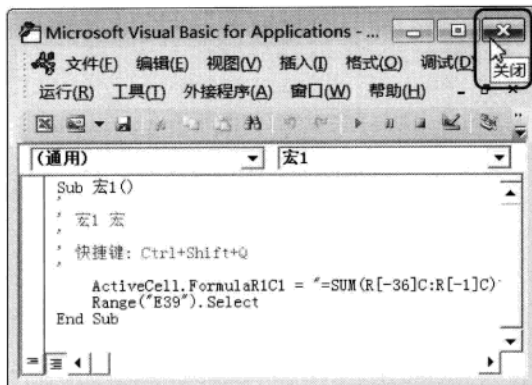 Microsoft Visual Basic for Applications - ...
文件(F) 编辑(E) 视图(V) 插入(I) 格式(O) 调试(D)
关闭
运行(R) 工具(T) 外接程序(A) 窗口(W) 帮助(H)
(通用) 宏1
Sub 宏1()
'
' 宏1 宏
'
' 快捷键: Ctrl+Shift+Q
'
ActiveCell.FormulaR1C1 = "=SUM(R[-36]C:R[-1]C)"
Range("E39").Select
End Sub